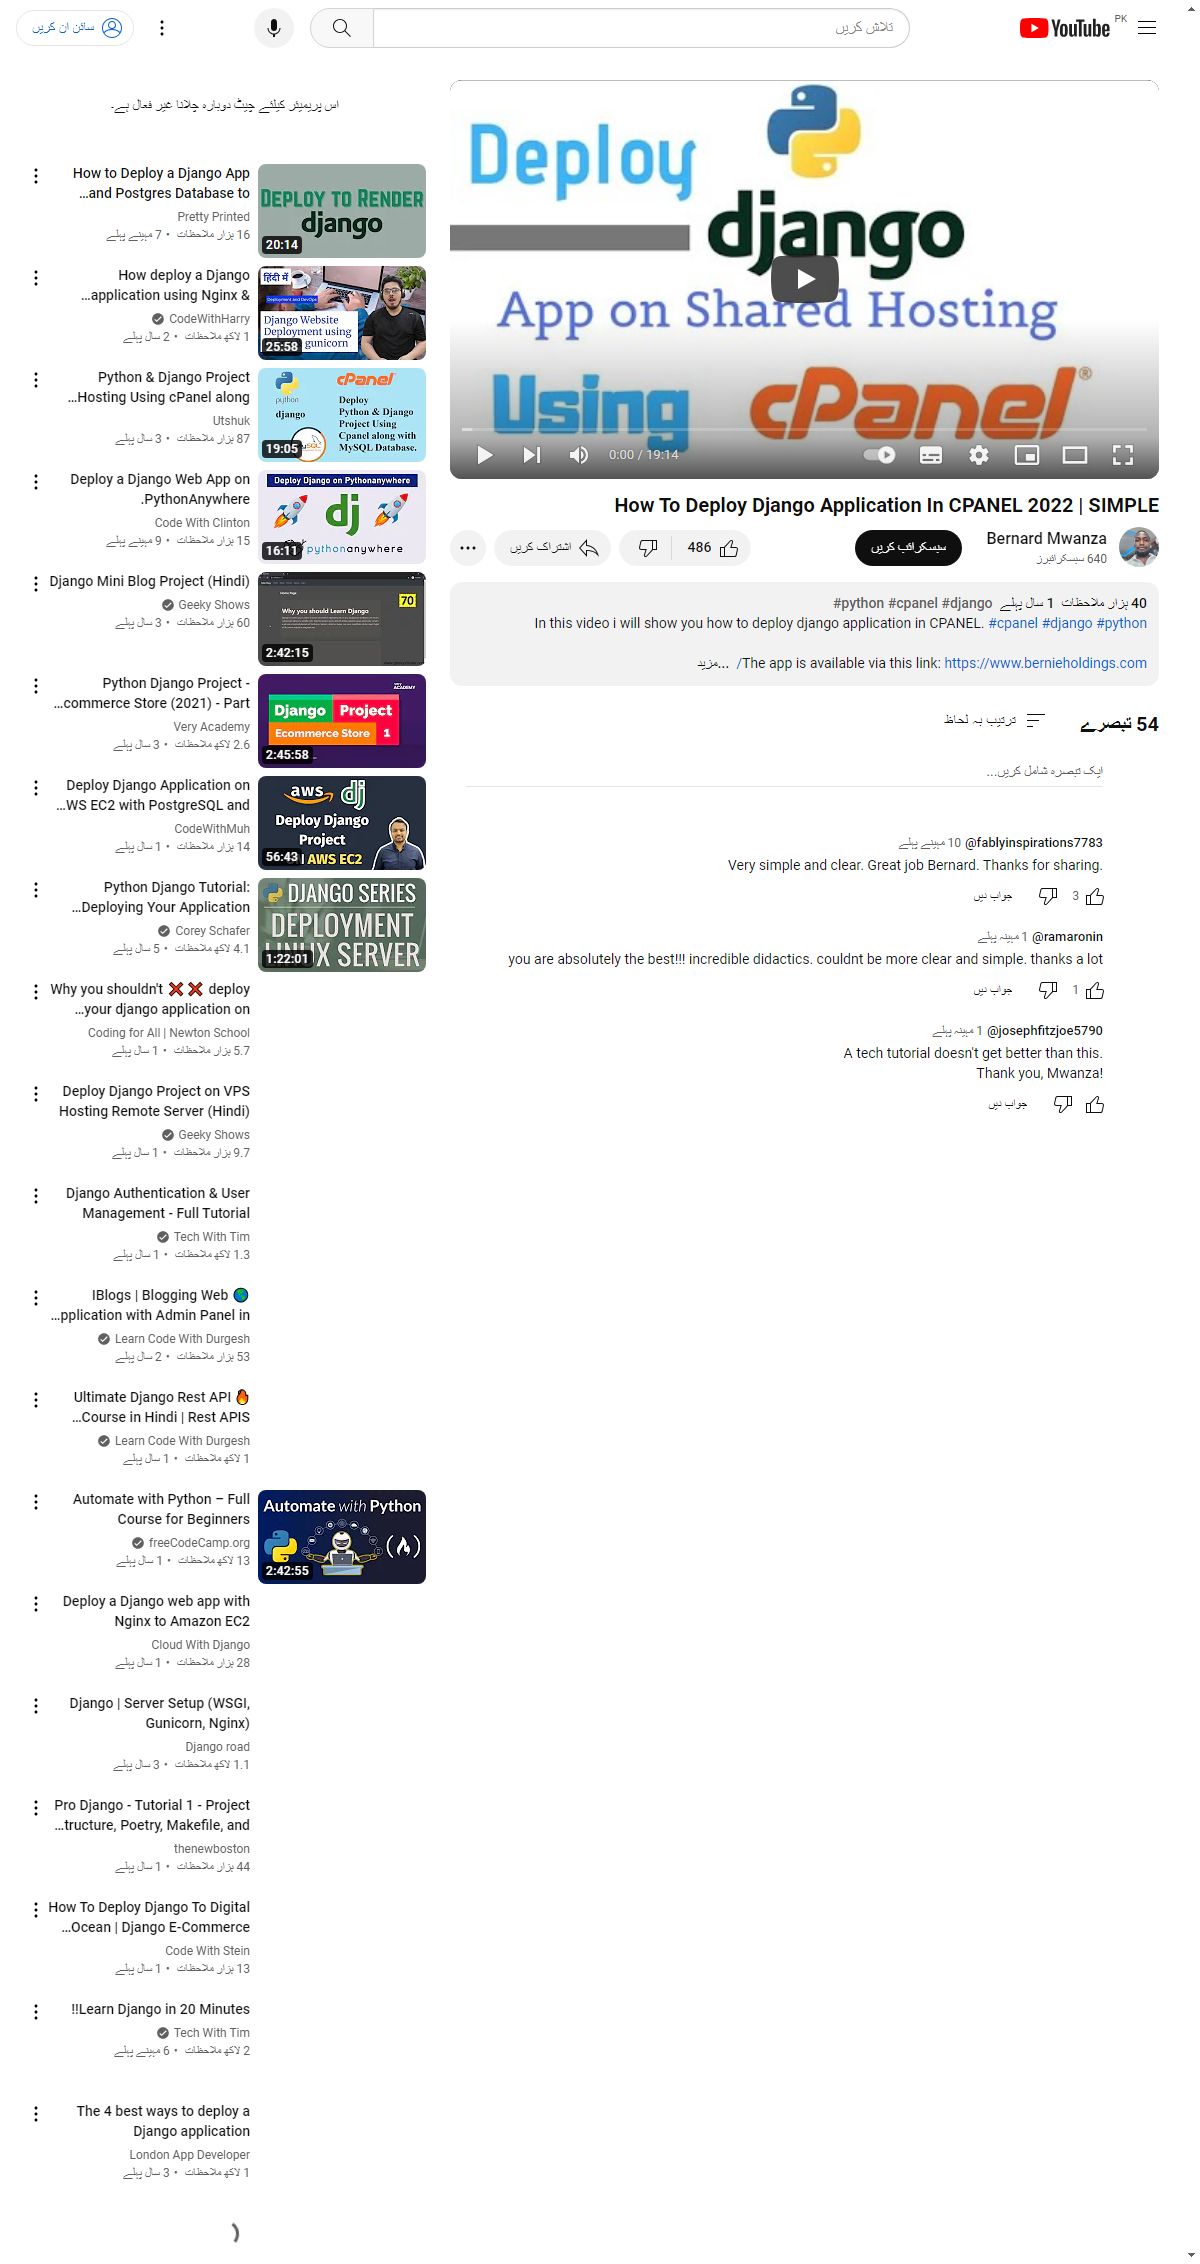 YouTube PK
تلاش کریں
سائن ان کریں
Deploy
django
App on Shared Hosting
Using cPanel®
0:00 / 19:14
How To Deploy Django Application In CPANEL 2022 | SIMPLE
Bernard Mwanza
640 سبسکرائبرز
سبسکرائب کریں
486
اشتراک کریں
40 ہزار ملاحظات 1 سال پہلے #python #cpanel #django
In this video i will show you how to deploy django application in CPANEL. #cpanel #django #python
The app is available via this link: https://www.bernieholdings.com/ ...مزید
54 تبصرے
ترتیب بہ لحاظ
ایک تبصرہ شامل کریں...
@fablyinspirations7783 10 مہینے پہلے
Very simple and clear. Great job Bernard. Thanks for sharing.
3
جواب دیں
@ramaronin 1 مہینہ پہلے
you are absolutely the best!!! incredible didactics. couldnt be more clear and simple. thanks a lot
1
جواب دیں
@josephfitzjoe5790 1 مہینہ پہلے
A tech tutorial doesn't get better than this.
Thank you, Mwanza!
جواب دیں
اس پریمیئر کیلئے چیٹ دوبارہ چلانا غیر فعال ہے۔
DEPLOY TO RENDER
django
20:14
How to Deploy a Django App
and Postgres Database to...
Pretty Printed
16 ہزار ملاحظات • 7 مہینے پہلے
हिंदी में
Deployment and DevOps
Django Website
Deployment using
gunicorn
25:58
How deploy a Django
application using Nginx &...
CodeWithHarry
1 لاکھ ملاحظات • 2 سال پہلے
python
django
cPanel
Deploy
Python & Django
Project Using
Cpanel along with
MySQL Database.
19:05
Python & Django Project
Hosting Using cPanel along...
Utshuk
87 ہزار ملاحظات • 3 سال پہلے
Deploy Django on Pythonanywhere
dj
pythonanywhere
16:11
Deploy a Django Web App on
PythonAnywhere.
Code With Clinton
15 ہزار ملاحظات • 9 مہینے پہلے
70
Why you should Learn Django
2:42:15
Django Mini Blog Project (Hindi)
Geeky Shows
60 ہزار ملاحظات • 3 سال پہلے
ACADEMY
Django Project
Ecommerce Store 1
2:45:58
Python Django Project -
commerce Store (2021) - Part...
Very Academy
2.6 لاکھ ملاحظات • 3 سال پہلے
aws dj
Deploy Django
Project
AWS EC2
56:43
Deploy Django Application on
WS EC2 with PostgreSQL and...
CodeWithMuh
14 ہزار ملاحظات • 1 سال پہلے
DJANGO SERIES
DEPLOYMENT
LINUX SERVER
1:22:01
Python Django Tutorial:
Deploying Your Application...
Corey Schafer
4.1 لاکھ ملاحظات • 5 سال پہلے
Why you shouldn't ❌❌ deploy
your django application on...
Coding for All | Newton School
5.7 ہزار ملاحظات • 1 سال پہلے
Deploy Django Project on VPS
Hosting Remote Server (Hindi)
Geeky Shows
9.7 ہزار ملاحظات • 1 سال پہلے
Django Authentication & User
Management - Full Tutorial
Tech With Tim
1.3 لاکھ ملاحظات • 1 سال پہلے
IBlogs | Blogging Web 🌎
pplication with Admin Panel in...
Learn Code With Durgesh
53 ہزار ملاحظات • 2 سال پہلے
Ultimate Django Rest API 🔥
Course in Hindi | Rest APIS...
Learn Code With Durgesh
1 لاکھ ملاحظات • 1 سال پہلے
Automate with Python
2:42:55
Automate with Python – Full
Course for Beginners
freeCodeCamp.org
13 لاکھ ملاحظات • 1 سال پہلے
Deploy a Django web app with
Nginx to Amazon EC2
Cloud With Django
28 ہزار ملاحظات • 1 سال پہلے
Django | Server Setup (WSGI,
Gunicorn, Nginx)
Django road
1.1 لاکھ ملاحظات • 3 سال پہلے
Pro Django - Tutorial 1 - Project
tructure, Poetry, Makefile, and...
thenewboston
44 ہزار ملاحظات • 1 سال پہلے
How To Deploy Django To Digital
Ocean | Django E-Commerce...
Code With Stein
13 ہزار ملاحظات • 1 سال پہلے
Learn Django in 20 Minutes!!
Tech With Tim
2 لاکھ ملاحظات • 6 مہینے پہلے
The 4 best ways to deploy a
Django application
London App Developer
1 لاکھ ملاحظات • 3 سال پہلے